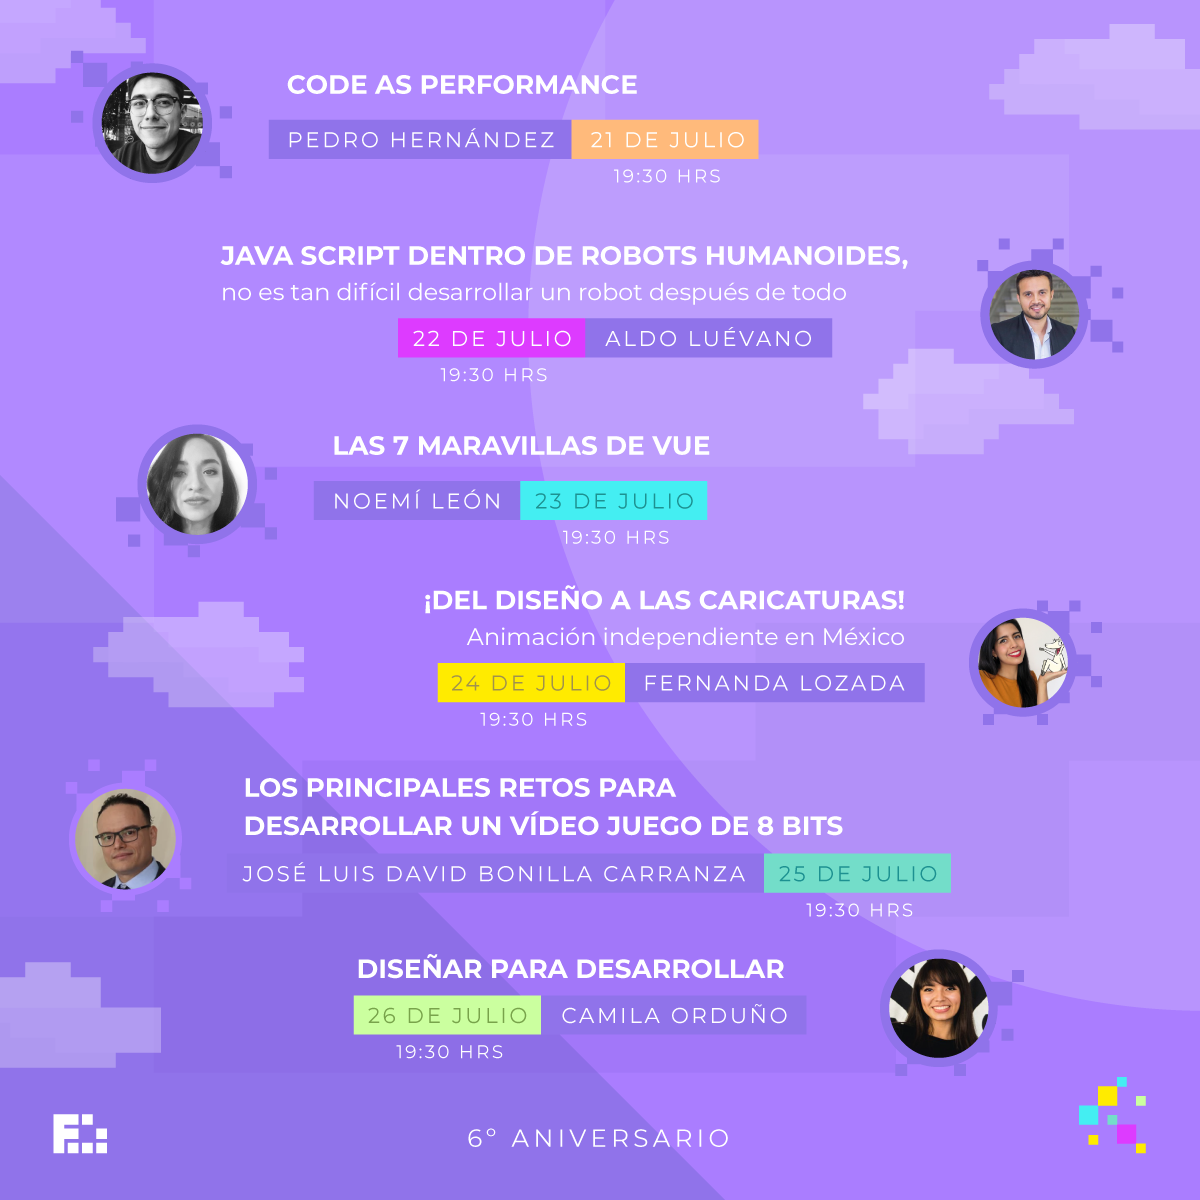 CODE AS PERFORMANCE
PEDRO HERNÁNDEZ 21 DE JULIO
19:30 HRS
JAVA SCRIPT DENTRO DE ROBOTS HUMANOIDES,
no es tan difícil desarrollar un robot después de todo
22 DE JULIO ALDO LUÉVANO
19:30 HRS
LAS 7 MARAVILLAS DE VUE
NOEMÍ LEÓN 23 DE JULIO
19:30 HRS
¡DEL DISEÑO A LAS CARICATURAS!
Animación independiente en México
24 DE JULIO FERNANDA LOZADA
19:30 HRS
LOS PRINCIPALES RETOS PARA
DESARROLLAR UN VÍDEO JUEGO DE 8 BITS
JOSÉ LUIS DAVID BONILLA CARRANZA 25 DE JULIO
19:30 HRS
DISEÑAR PARA DESARROLLAR
26 DE JULIO CAMILA ORDUÑO
19:30 HRS
6º ANIVERSARIO